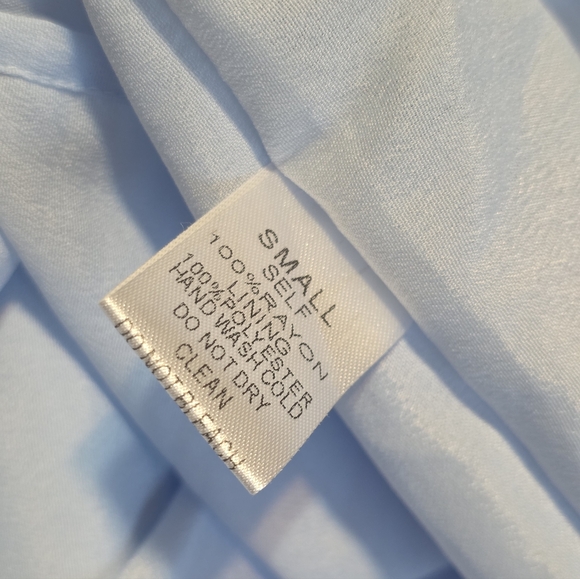 SMALL
SELF
100%RAYON
LINING
100%POLYESTER
HAND WASH COLD
DO NOT DRY
CLEAN
DO NOT BLEACH